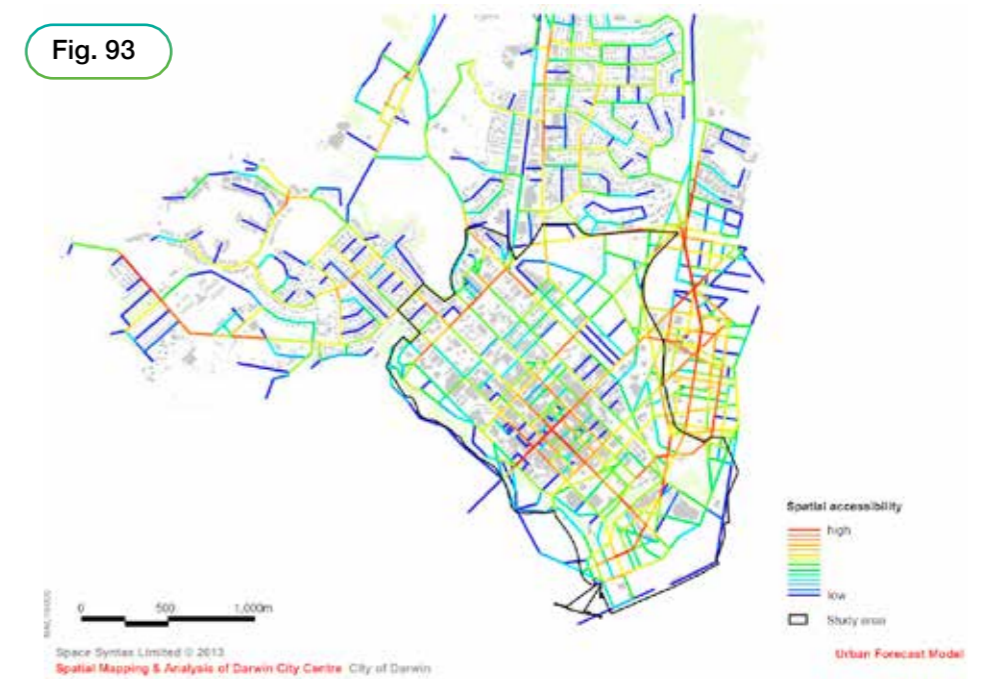 Fig. 93
Spatial accessibility
high
low
Study area
0 500 1,000m
Space Syntax Limited © 2013
Spatial Mapping & Analysis of Darwin City Centre City of Darwin
Urban Forecast Model